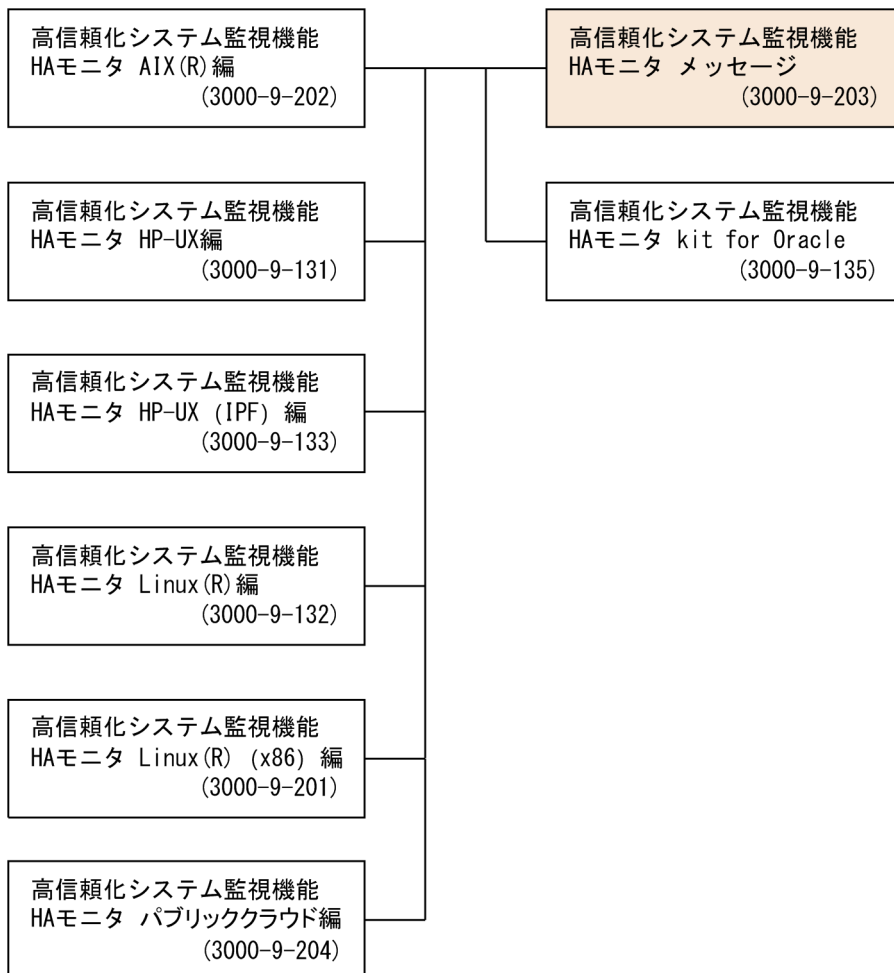 高信頼化システム監視機能
HAモニタ AIX(R)編
(3000-9-202)
高信頼化システム監視機能
HAモニタ HP-UX編
(3000-9-131)
高信頼化システム監視機能
HAモニタ HP-UX (IPF) 編
(3000-9-133)
高信頼化システム監視機能
HAモニタ Linux(R)編
(3000-9-132)
高信頼化システム監視機能
HAモニタ Linux(R) (x86) 編
(3000-9-201)
高信頼化システム監視機能
HAモニタ パブリッククラウド編
(3000-9-204)
高信頼化システム監視機能
HAモニタ メッセージ
(3000-9-203)
高信頼化システム監視機能
HAモニタ kit for Oracle
(3000-9-135)